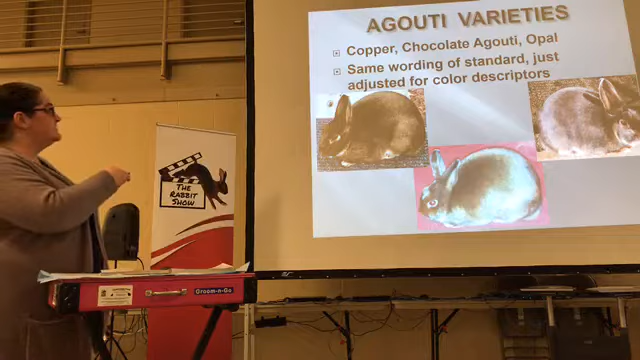 AGOUTI VARIETIES
Copper, Chocolate Agouti, Opal
Same wording of standard, just
adjusted for color descriptors
THE
RABBIT
SHOW
Groom-n-Go